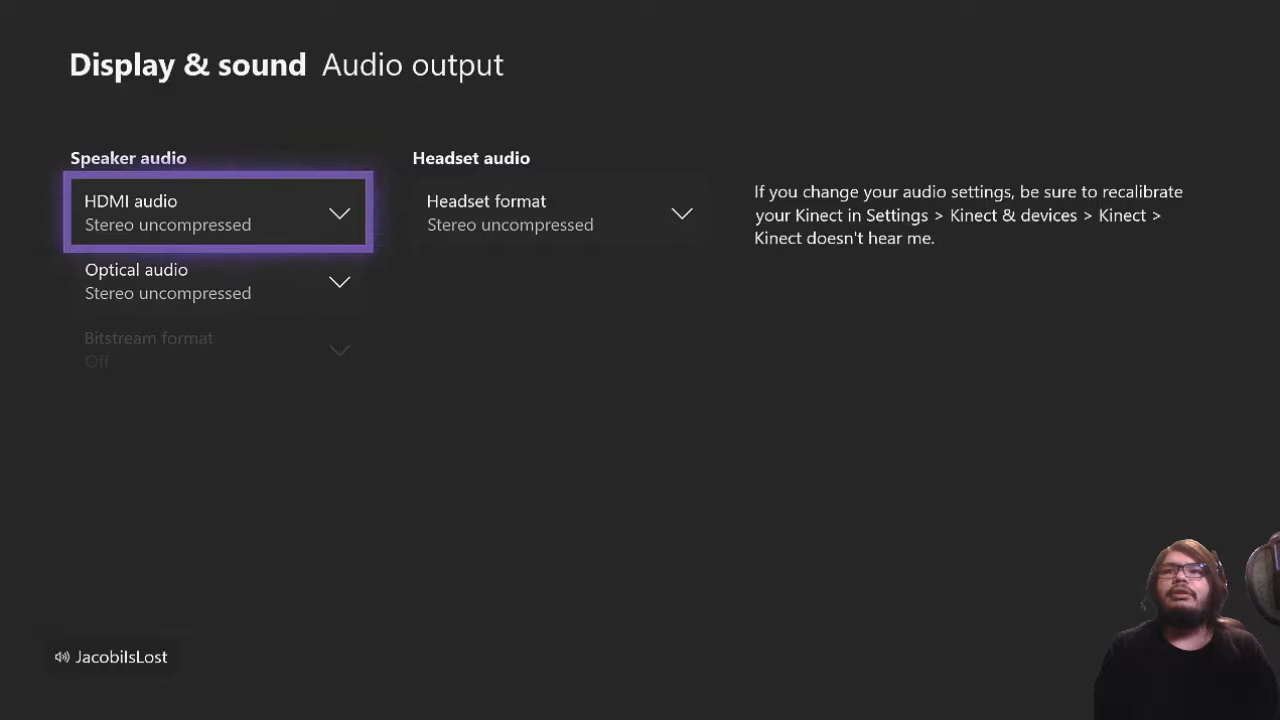 Display & sound Audio output
Speaker audio
HDMI audio
Stereo uncompressed
Optical audio
Stereo uncompressed
Bitstream format
Off
Headset audio
Headset format
Stereo uncompressed
If you change your audio settings, be sure to recalibrate
your Kinect in Settings > Kinect & devices > Kinect >
Kinect doesn't hear me.
JacobIsLost